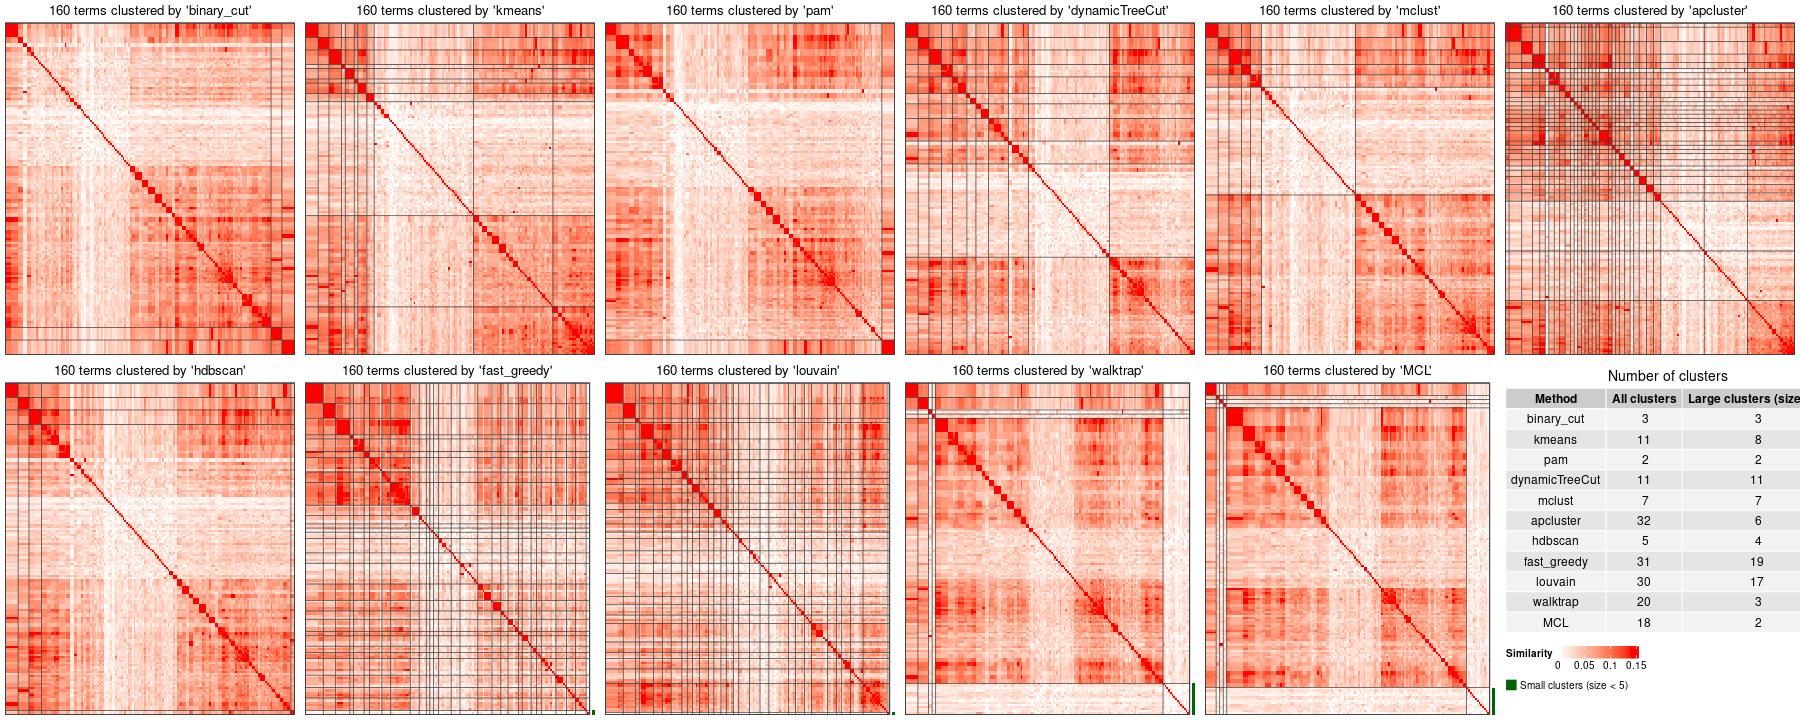 160 terms clustered by 'binary_cut'
160 terms clustered by 'kmeans'
160 terms clustered by 'pam'
160 terms clustered by 'dynamicTreeCut'
160 terms clustered by 'mclust'
160 terms clustered by 'apcluster'
160 terms clustered by 'hdbscan'
160 terms clustered by 'fast_greedy'
160 terms clustered by 'louvain'
160 terms clustered by 'walktrap'
160 terms clustered by 'MCL'
Number of clusters
Method All clusters Large clusters (size
binary_cut 3 3
kmeans 11 8
pam 2 2
dynamicTreeCut 11 11
mclust 7 7
apcluster 32 6
hdbscan 5 4
fast_greedy 31 19
louvain 30 17
walktrap 20 3
MCL 18 2
Similarity
0 0.05 0.1 0.15
Small clusters (size < 5)